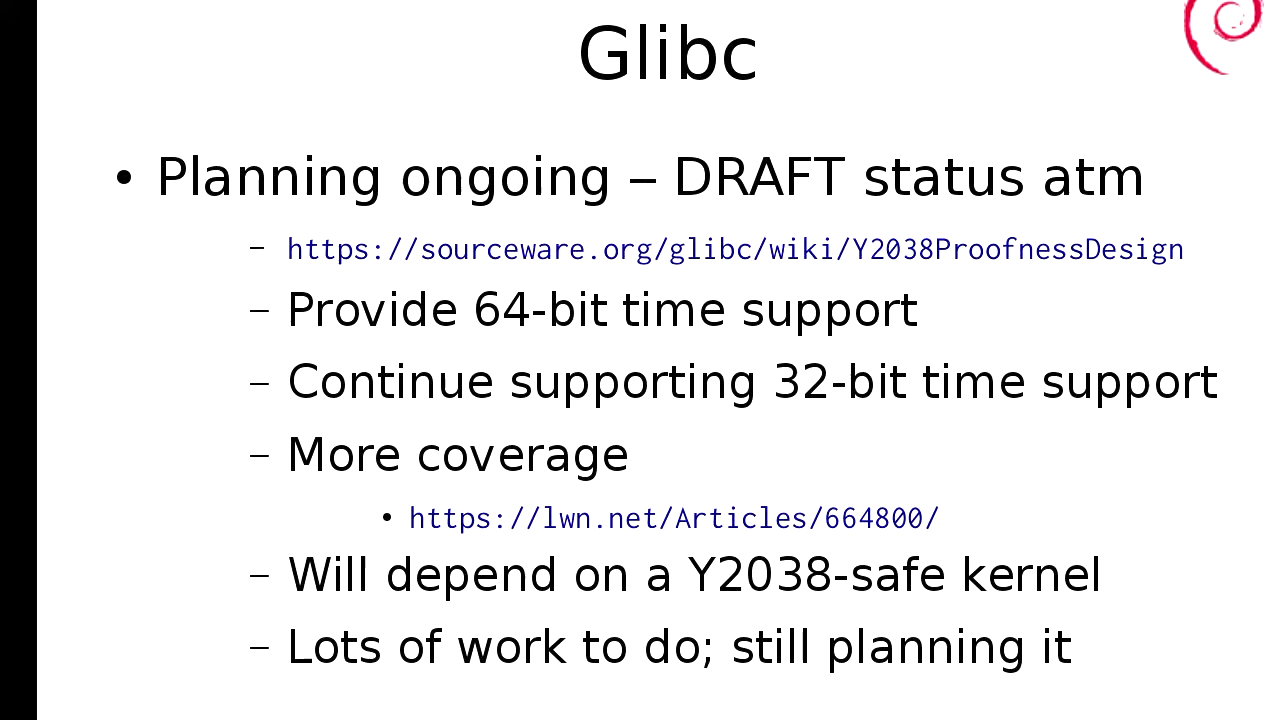 Glibc
• Planning ongoing – DRAFT status atm
– https://sourceware.org/glibc/wiki/Y2038ProofnessDesign
– Provide 64-bit time support
– Continue supporting 32-bit time support
– More coverage
• https://lwn.net/Articles/664800/
– Will depend on a Y2038-safe kernel
– Lots of work to do; still planning it